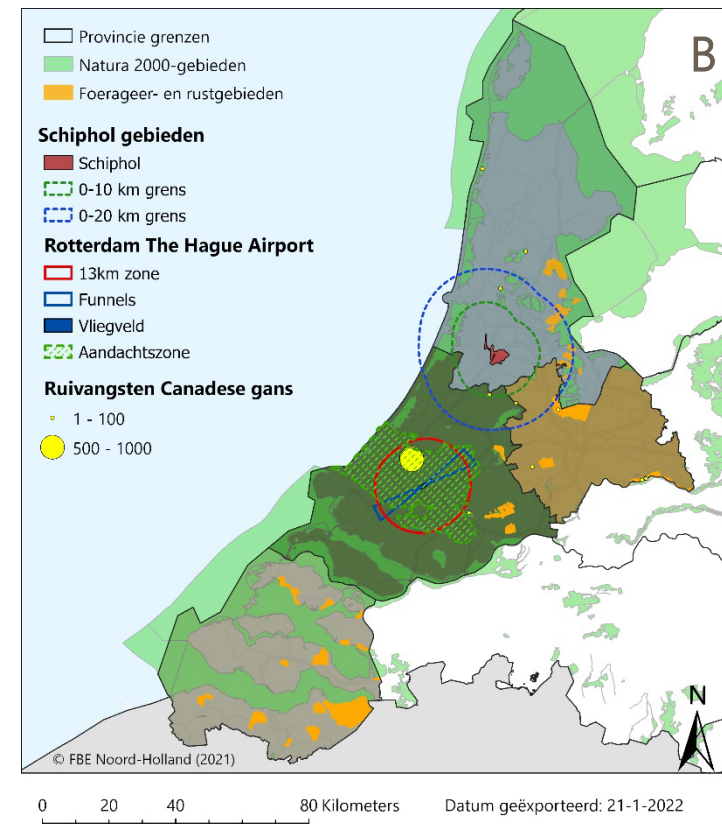 B
Provincie grenzen
Natura 2000-gebieden
Foerageer- en rustgebieden
Schiphol gebieden
Schiphol
0-10 km grens
0-20 km grens
Rotterdam The Hague Airport
13km zone
Funnels
Vliegveld
Aandachtszone
Ruivangsten Canadese gans
1 - 100
500 - 1000
N
© FBE Noord-Holland (2021)
0 20 40 80 Kilometers
Datum geëxporteerd: 21-1-2022